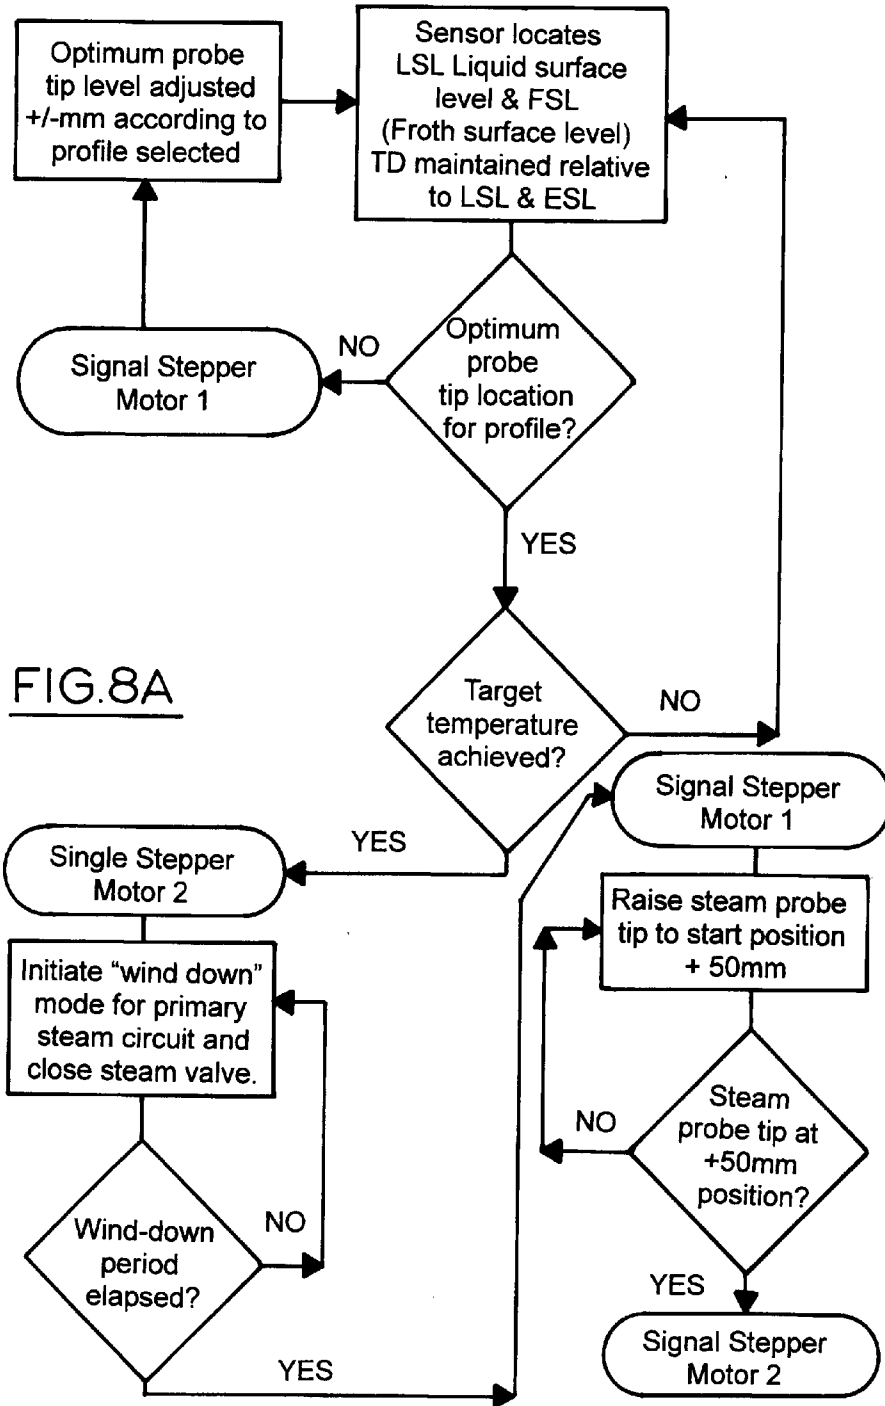 Optimum probe
tip level adjusted
+/-mm according to
profile selected
Sensor locates
LSL Liquid surface
level & FSL
(Froth surface level)
TD maintained relative
to LSL & ESL
Signal Stepper
Motor 1
NO
Optimum
probe
tip location
for profile?
YES
FIG.8A
Target
temperature
achieved?
NO
YES
Signal Stepper
Motor 1
Single Stepper
Motor 2
Raise steam probe
tip to start position
+ 50mm
Initiate “wind down”
mode for primary
steam circuit and
close steam valve.
Steam
probe tip at
+50mm
position?
NO
Wind-down
period
elapsed?
NO
YES
YES
Signal Stepper
Motor 2